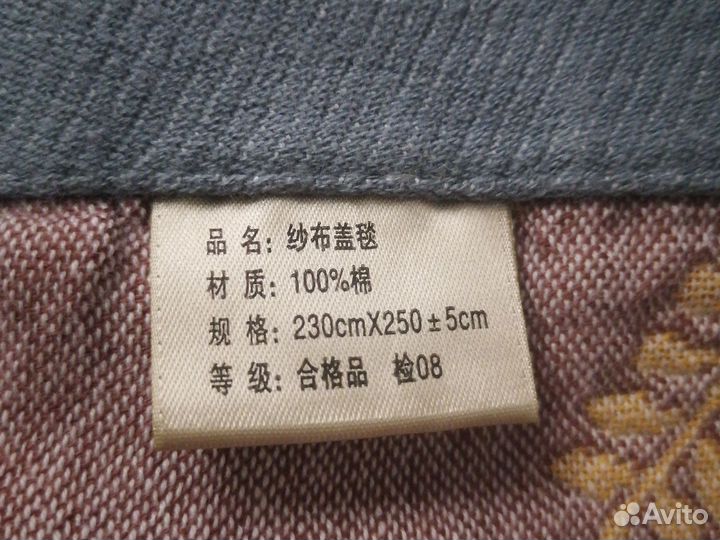 品 名: 纱布盖毯
材 质: 100%棉
规 格: 230cmX250±5cm
等 级: 合格品 检08
Avito